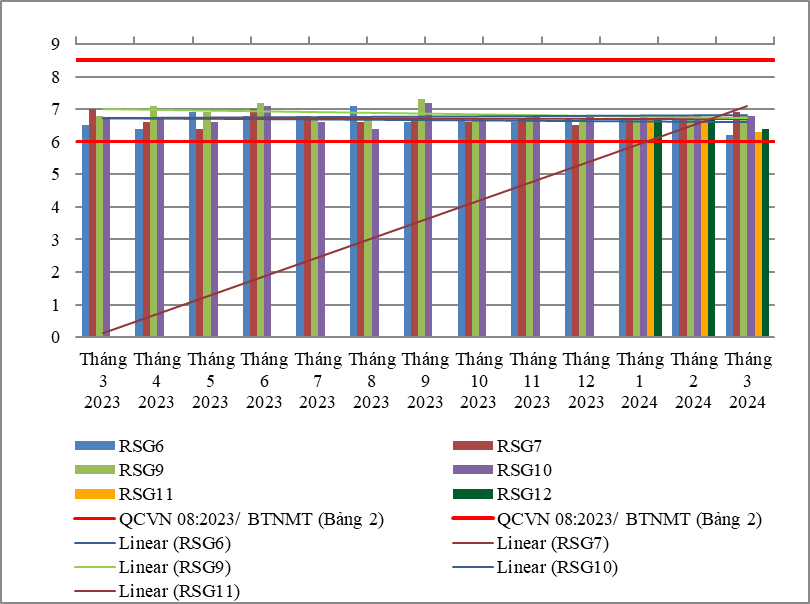 9
8
7
6
5
4
3
2
1
0
Tháng Tháng Tháng Tháng Tháng Tháng Tháng Tháng Tháng Tháng Tháng Tháng Tháng
3 4 5 6 7 8 9 10 11 12 1 2 3
2023 2023 2023 2023 2023 2023 2023 2023 2023 2023 2024 2024 2024
RSG6 RSG7
RSG9 RSG10
RSG11 RSG12
QCVN 08:2023/ BTNMT (Bảng 2) QCVN 08:2023/ BTNMT (Bảng 2)
Linear (RSG6) Linear (RSG7)
Linear (RSG9) Linear (RSG10)
Linear (RSG11)